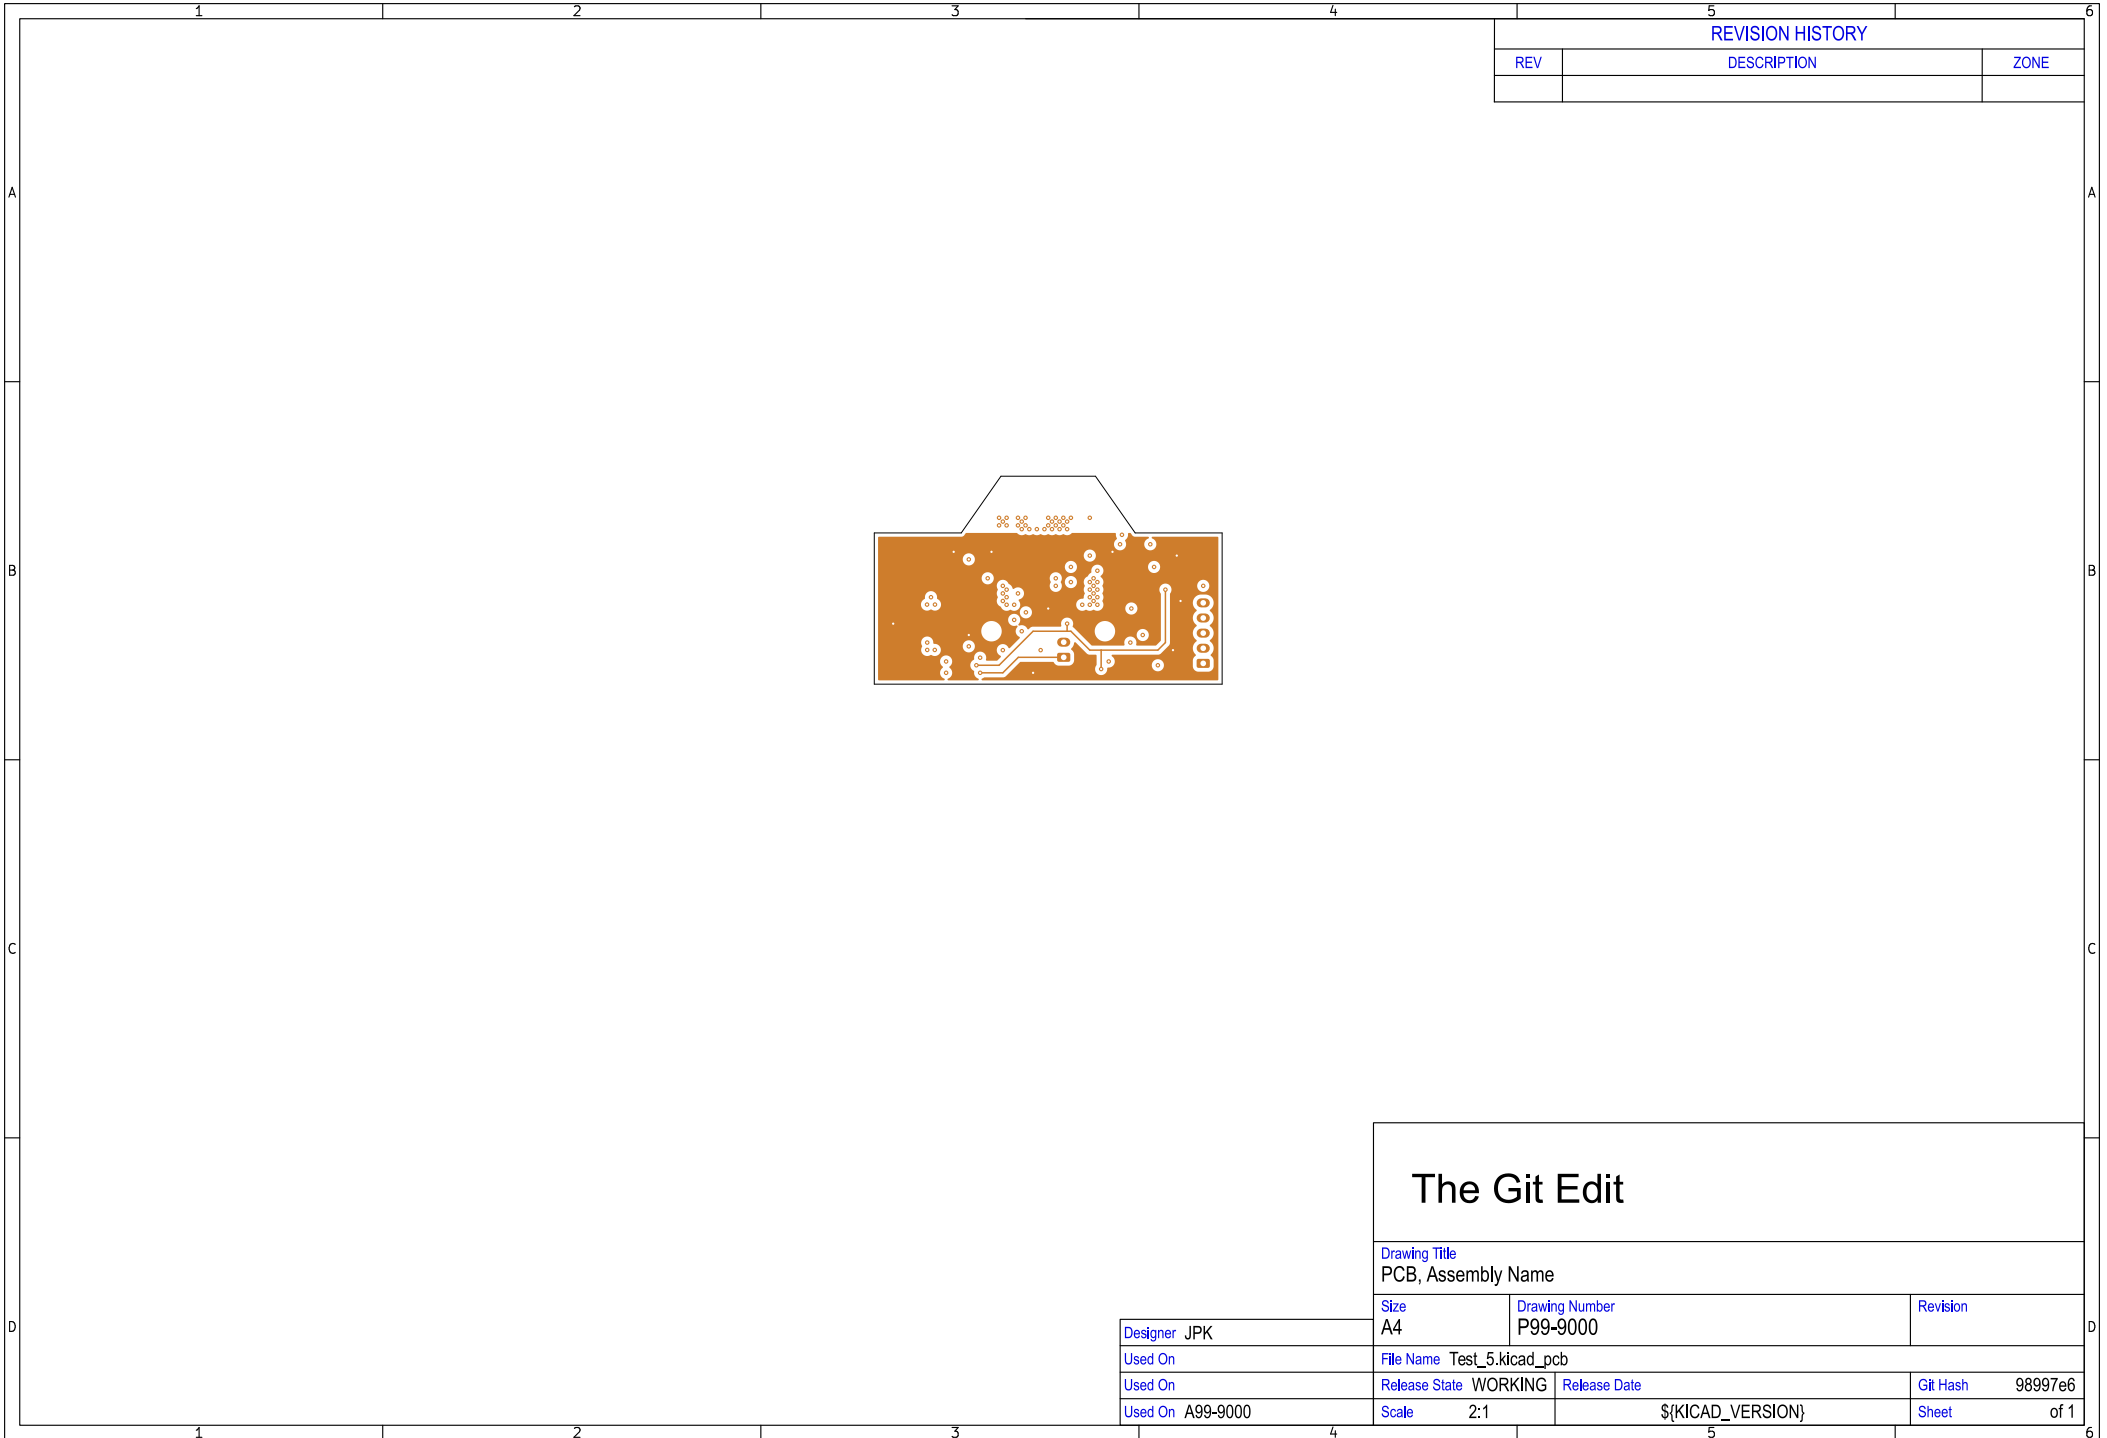 1 2 3 4 5 6
REVISION HISTORY
REV DESCRIPTION ZONE
A A
B B
C C
The Git Edit
Drawing Title
PCB, Assembly Name
Size Drawing Number Revision
A4 P99-9000
D D
Designer JPK
Used On File Name Test_5.kicad_pcb
Used On Release State WORKING Release Date Git Hash 98997e6
Used On A99-9000 Scale 2:1 ${KICAD_VERSION} Sheet of 1
1 2 3 4 5 6